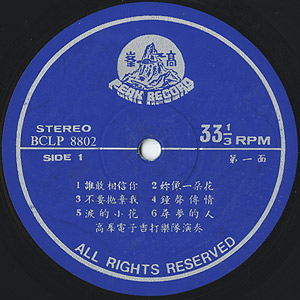 峯高
PEAK RECORD
STEREO
BCLP 8802
SIDE 1
33 1/3 RPM
第一面
1 誰敢相信你 2 妳像一朵花
3 不要拋棄我 4 鐘聲傳情
5 淚的小花 6 尋夢的人
高峯電子吉打樂隊演奏
ALL RIGHTS RESERVED